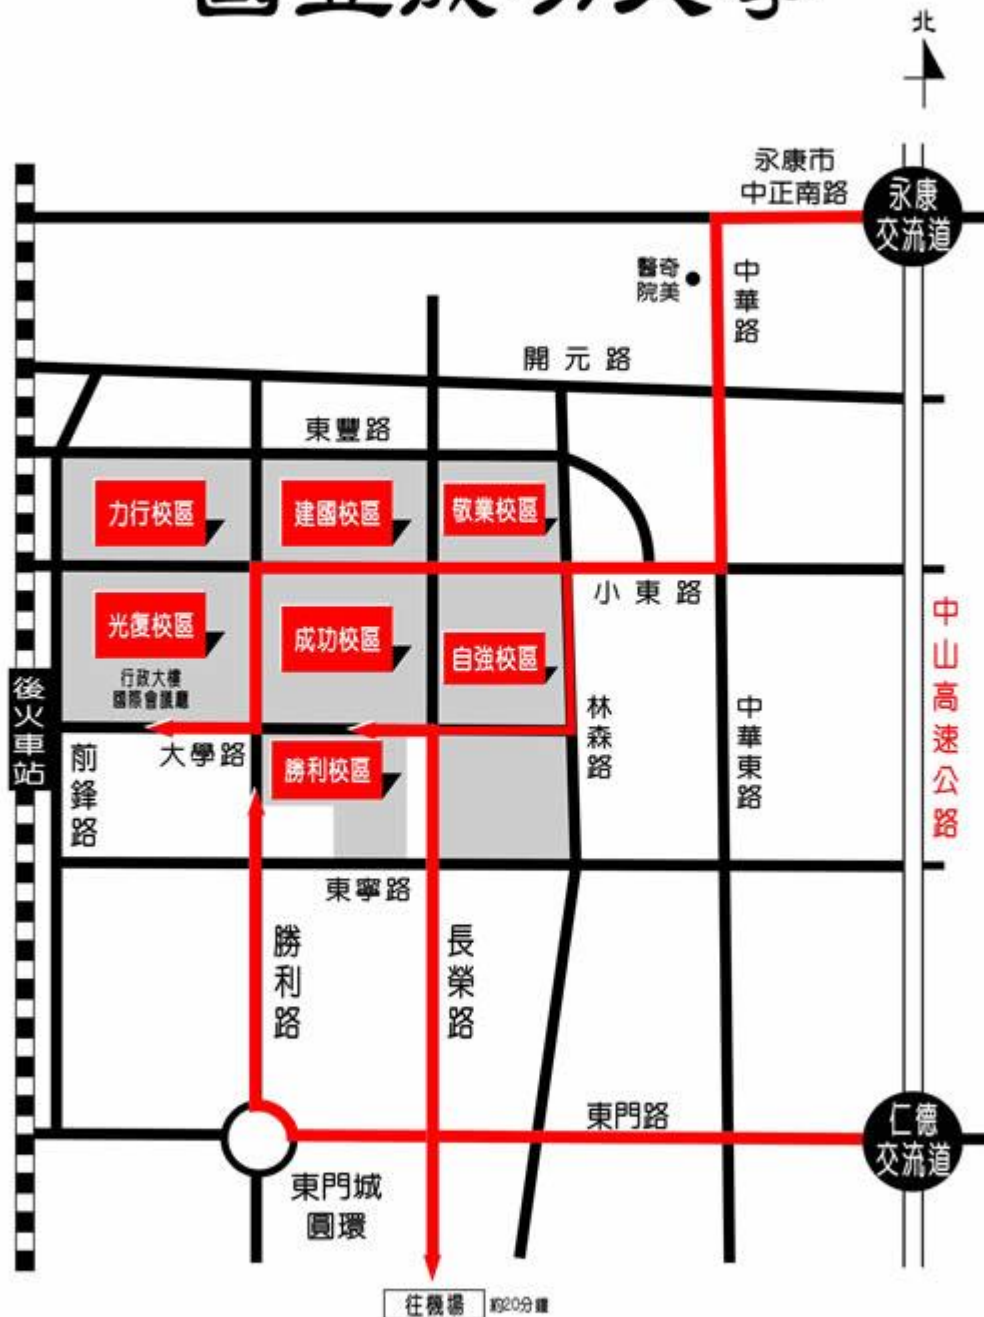 國立成功大學
北
永康市
中正南路
永康
交流道
醫奇
院美
中華路
開元路
東豐路
力行校區
建國校區
敬業校區
小東路
光復校區
成功校區
自強校區
行政大樓
國際會議廳
中山高速公路
後火車站
前鋒路
大學路
勝利校區
林森路
中華東路
東寧路
勝利路
長榮路
東門路
仁德
交流道
東門城
圓環
往機場 約20分鐘